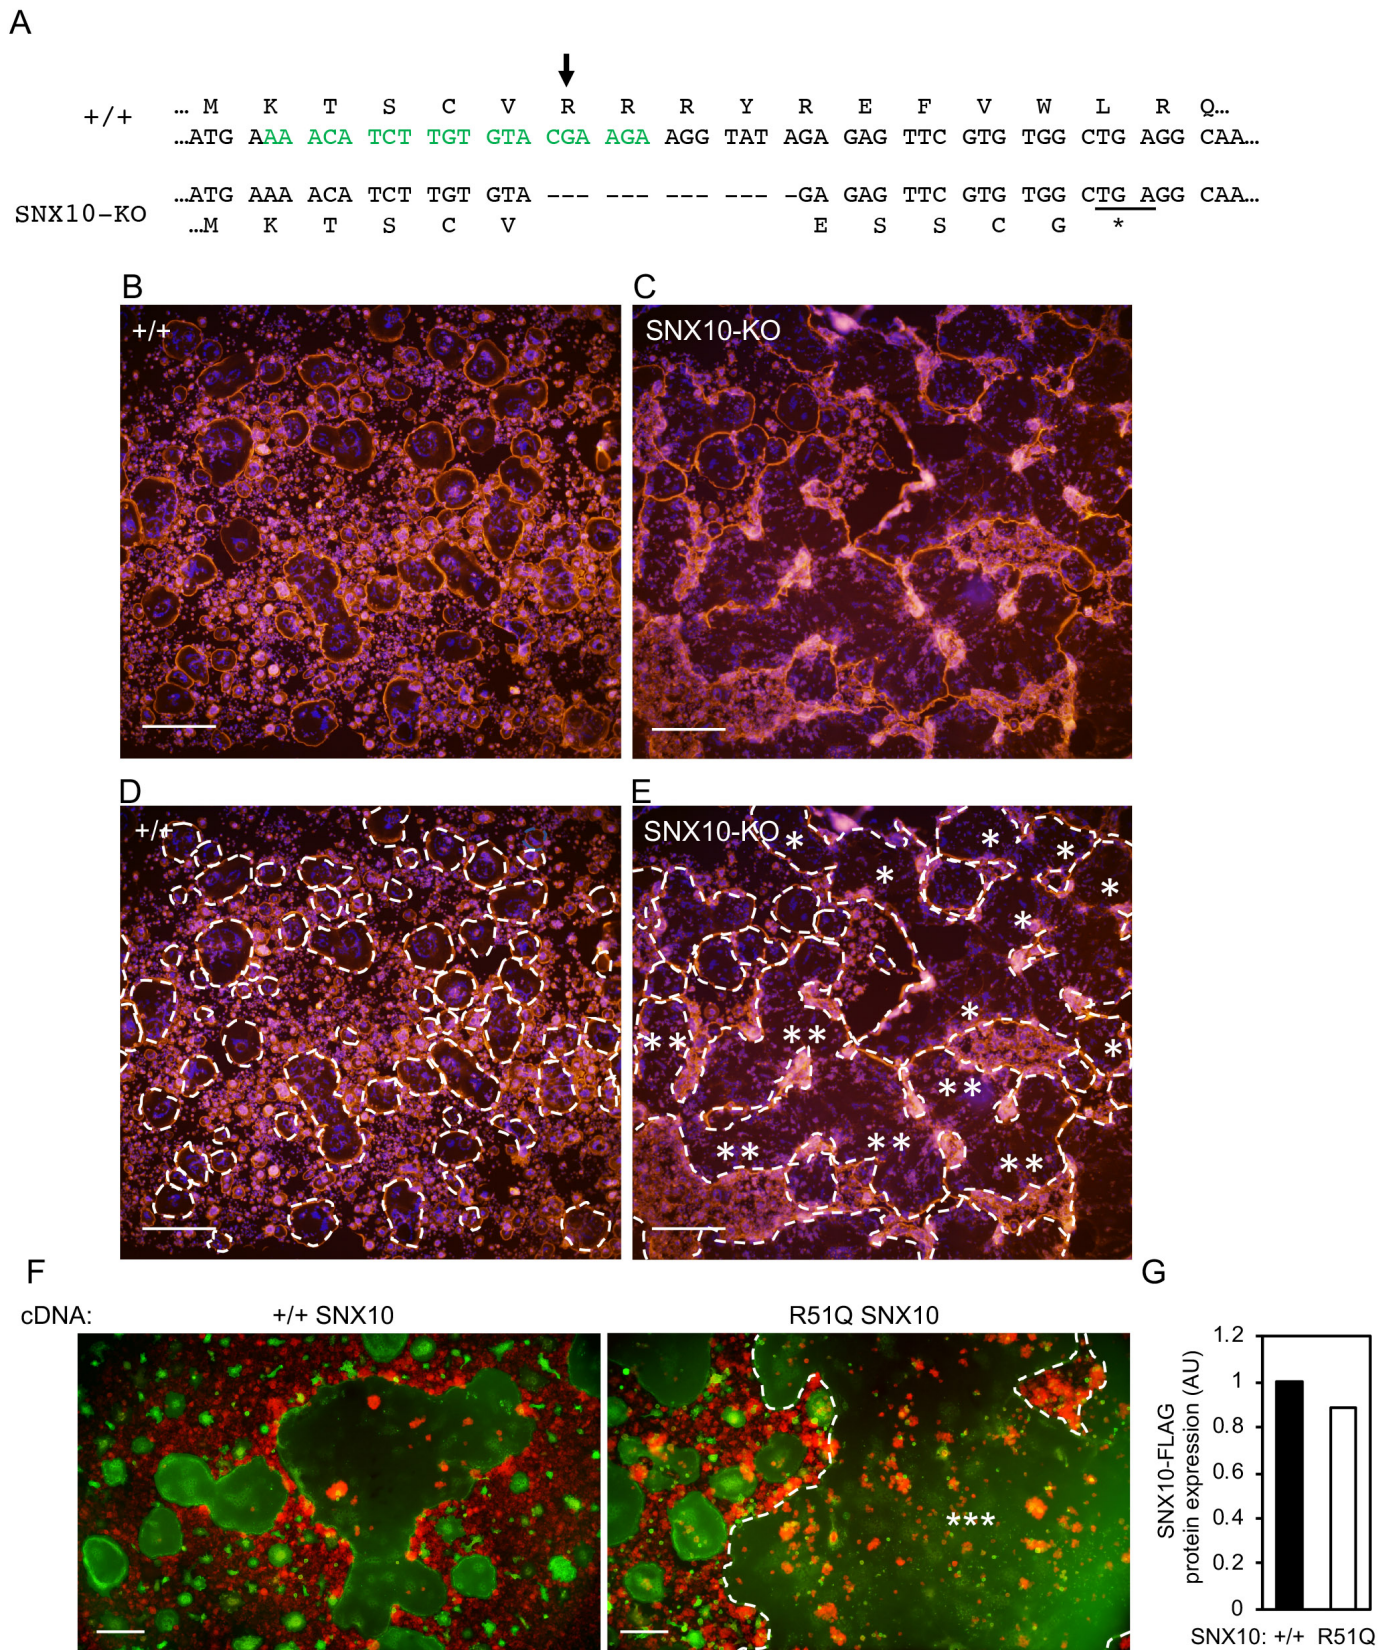 A
… M K T S C V R R R Y R E F V W L R Q…
+/+
…ATG AAA ACA TCT TGT GTA CGA AGA AGG TAT AGA GAG TTC GTG TGG CTG AGG CAA…
…ATG AAA ACA TCT TGT GTA --- --- --- --- -GA GAG TTC GTG TGG CTG AGG CAA…
SNX10-KO
…M K T S C V E S S C G *
B
C
+/+
SNX10-KO
D
E
+/+
SNX10-KO
*
*
*
*
*
*
*
*
**
**
**
**
**
**
F
G
cDNA:
+/+ SNX10
R51Q SNX10
***
SNX10-FLAG
protein expression (AU)
1.2
1
0.8
0.6
0.4
0.2
0
SNX10: +/+ R51Q